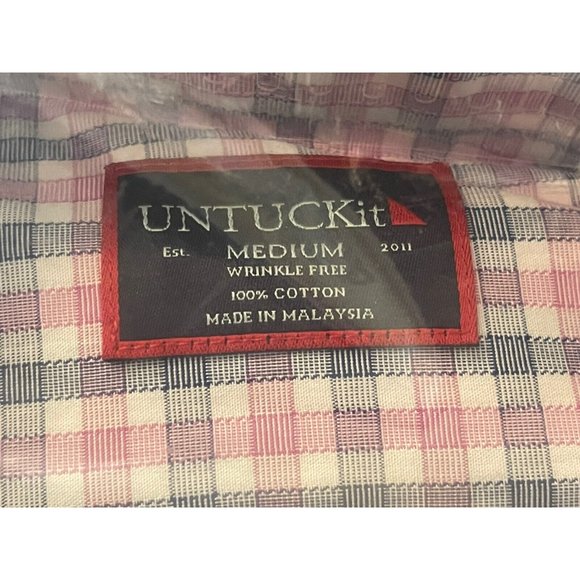 UNTUCKit
Est. MEDIUM 2011
WRINKLE FREE
100% COTTON
MADE IN MALAYSIA